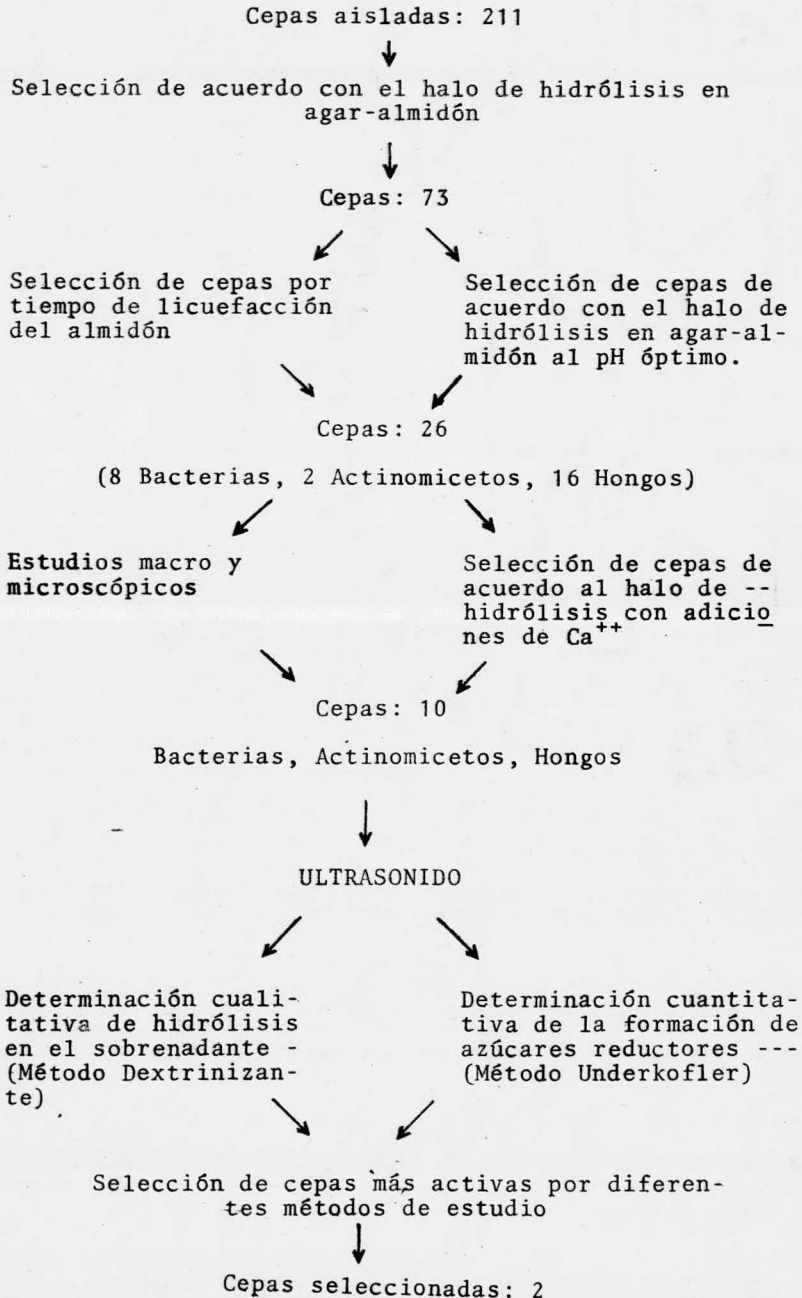 Cepas aisladas: 211
Selección de acuerdo con el halo de hidrólisis en
agar-almidón
Cepas: 73
Selección de cepas por
tiempo de licuefacción
del almidón
Selección de cepas de
acuerdo con el halo de
hidrólisis en agar-al-
midón al pH óptimo.
Cepas: 26
(8 Bacterias, 2 Actinomicetos, 16 Hongos)
Estudios macro y
microscópicos
Selección de cepas de
acuerdo al halo de --
hidrólisis con adicio
nes de Ca++
Cepas: 10
Bacterias, Actinomicetos, Hongos
ULTRASONIDO
Determinación cuali-
tativa de hidrólisis
en el sobrenadante -
(Método Dextrinizan-
te)
Determinación cuantita-
tiva de la formación de
azúcares reductores ---
(Método Underkofler)
Selección de cepas más activas por diferen-
tes métodos de estudio
Cepas seleccionadas: 2